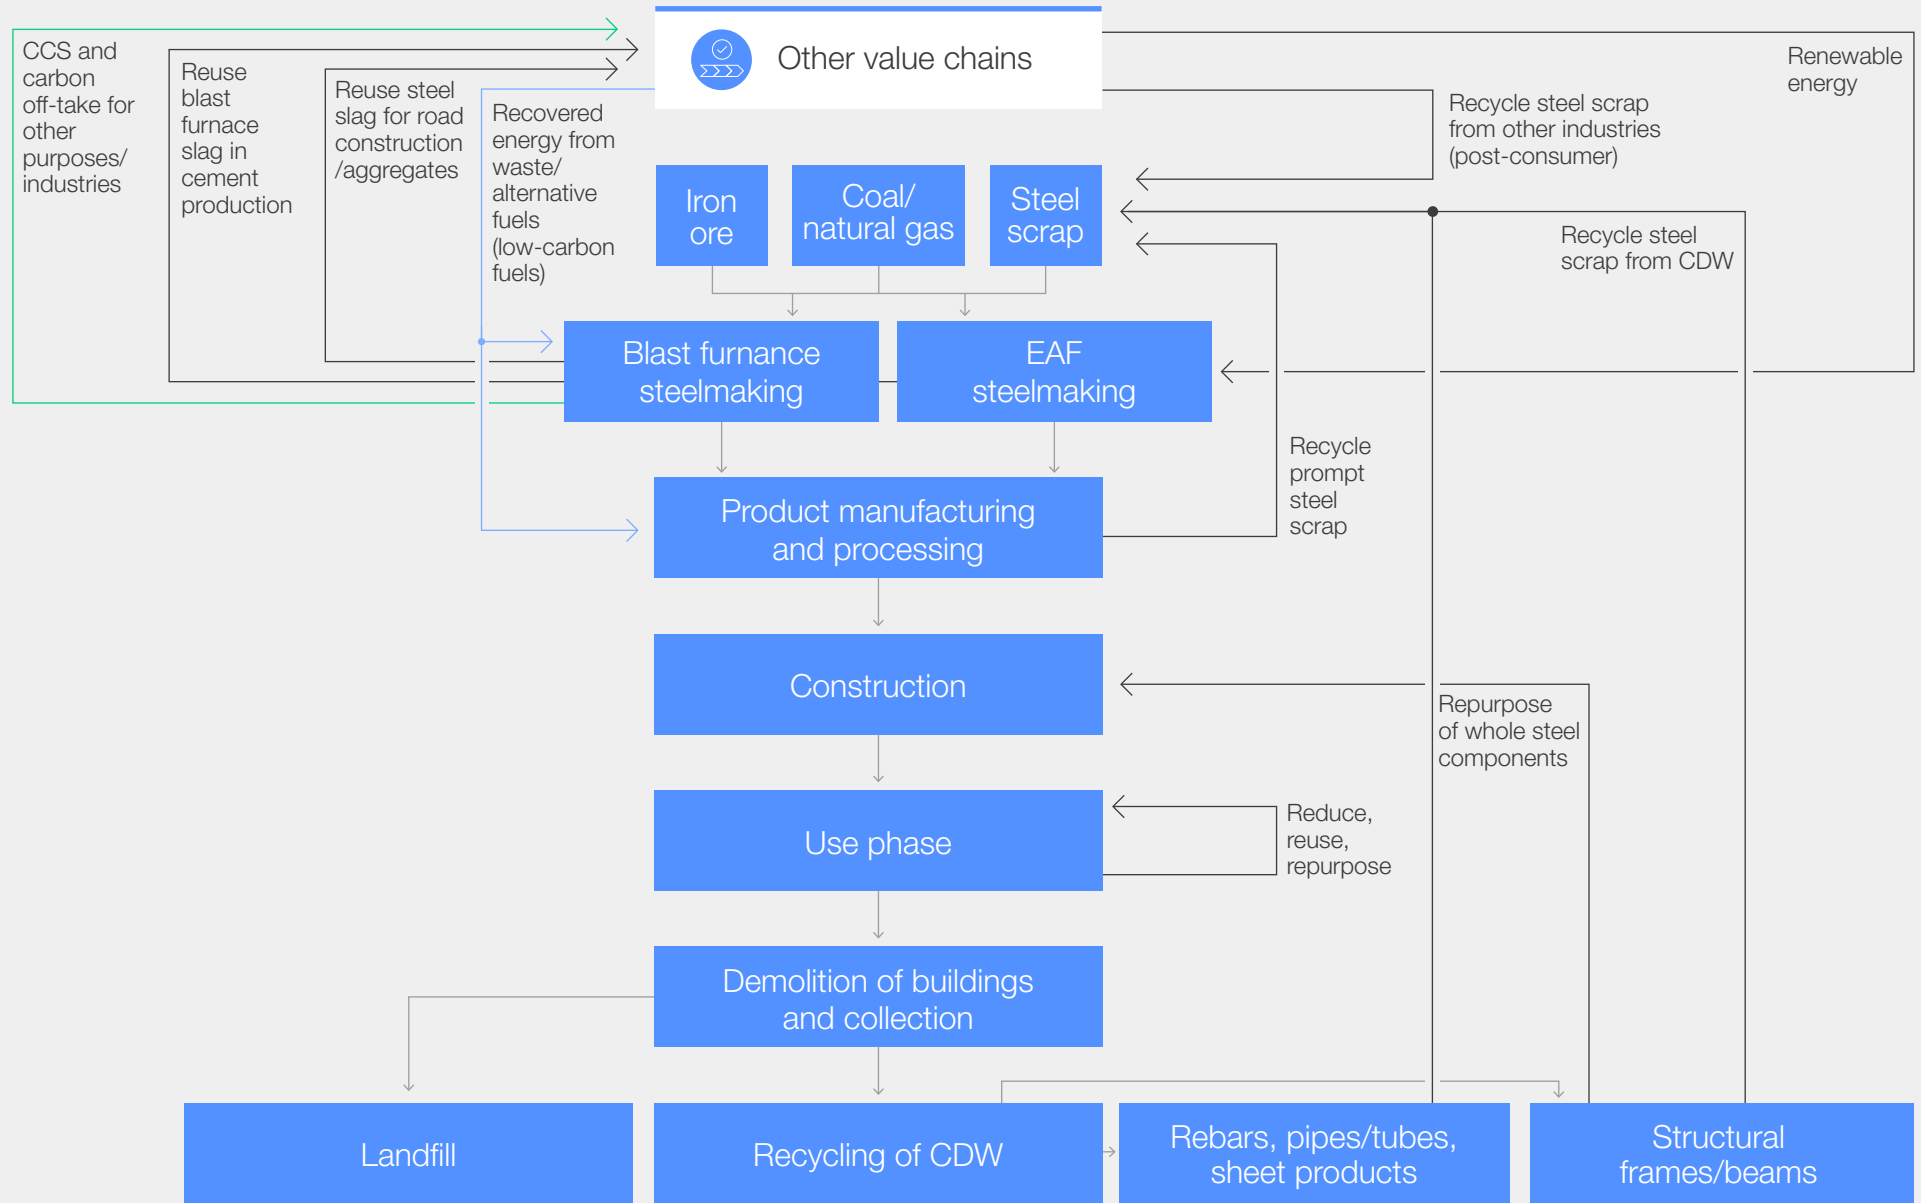 Other value chains
CCS and
carbon
off-take for
other
purposes/
industries
Reuse
blast
furnace
slag in
cement
production
Reuse steel
slag for road
construction
/aggregates
Recovered
energy from
waste/
alternative
fuels
(low-carbon
fuels)
Renewable
energy
Recycle steel scrap
from other industries
(post-consumer)
Iron
ore
Coal/
natural gas
Steel
scrap
Recycle steel
scrap from CDW
Blast furnance
steelmaking
EAF
steelmaking
Recycle
prompt
steel
scrap
Product manufacturing
and processing
Construction
Repurpose
of whole steel
components
Use phase
Reduce,
reuse,
repurpose
Demolition of buildings
and collection
Landfill
Recycling of CDW
Rebars, pipes/tubes,
sheet products
Structural
frames/beams